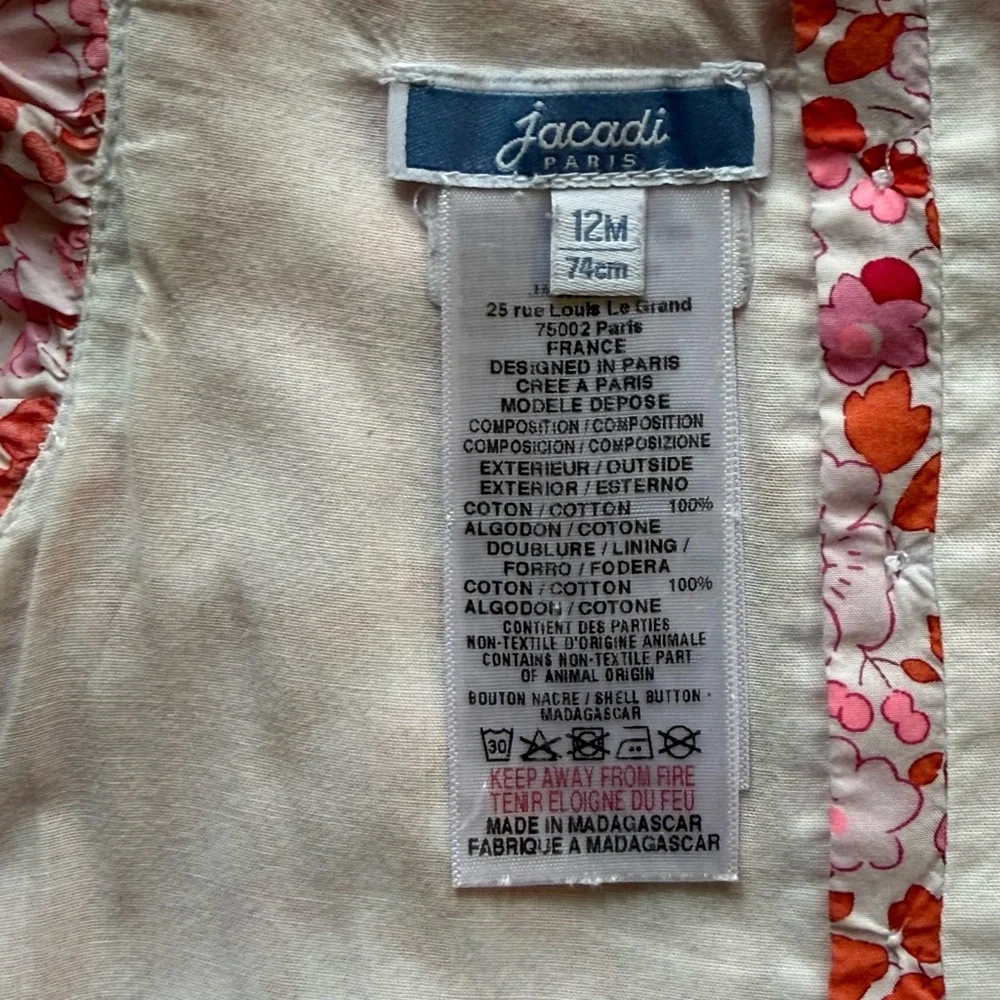 jacadi
PARIS
12M
74cm
25 rue Louis Le Grand
75002 Paris
FRANCE
DESIGNED IN PARIS
CREE A PARIS
MODELE DEPOSE
COMPOSITION / COMPOSITION
COMPOSICION / COMPOSIZIONE
EXTERIEUR / OUTSIDE
EXTERIOR / ESTERNO
COTON / COTTON 100%
ALGODON / COTONE
DOUBLURE / LINING /
FORRO / FODERA
COTON / COTTON 100%
ALGODON / COTONE
CONTIENT DES PARTIES
NON-TEXTILE D'ORIGINE ANIMALE
CONTAINS NON-TEXTILE PART
OF ANIMAL ORIGIN
BOUTON NACRE / SHELL BUTTON -
MADAGASCAR
30
KEEP AWAY FROM FIRE
TENIR ELOIGNE DU FEU
MADE IN MADAGASCAR
FABRIQUE A MADAGASCAR